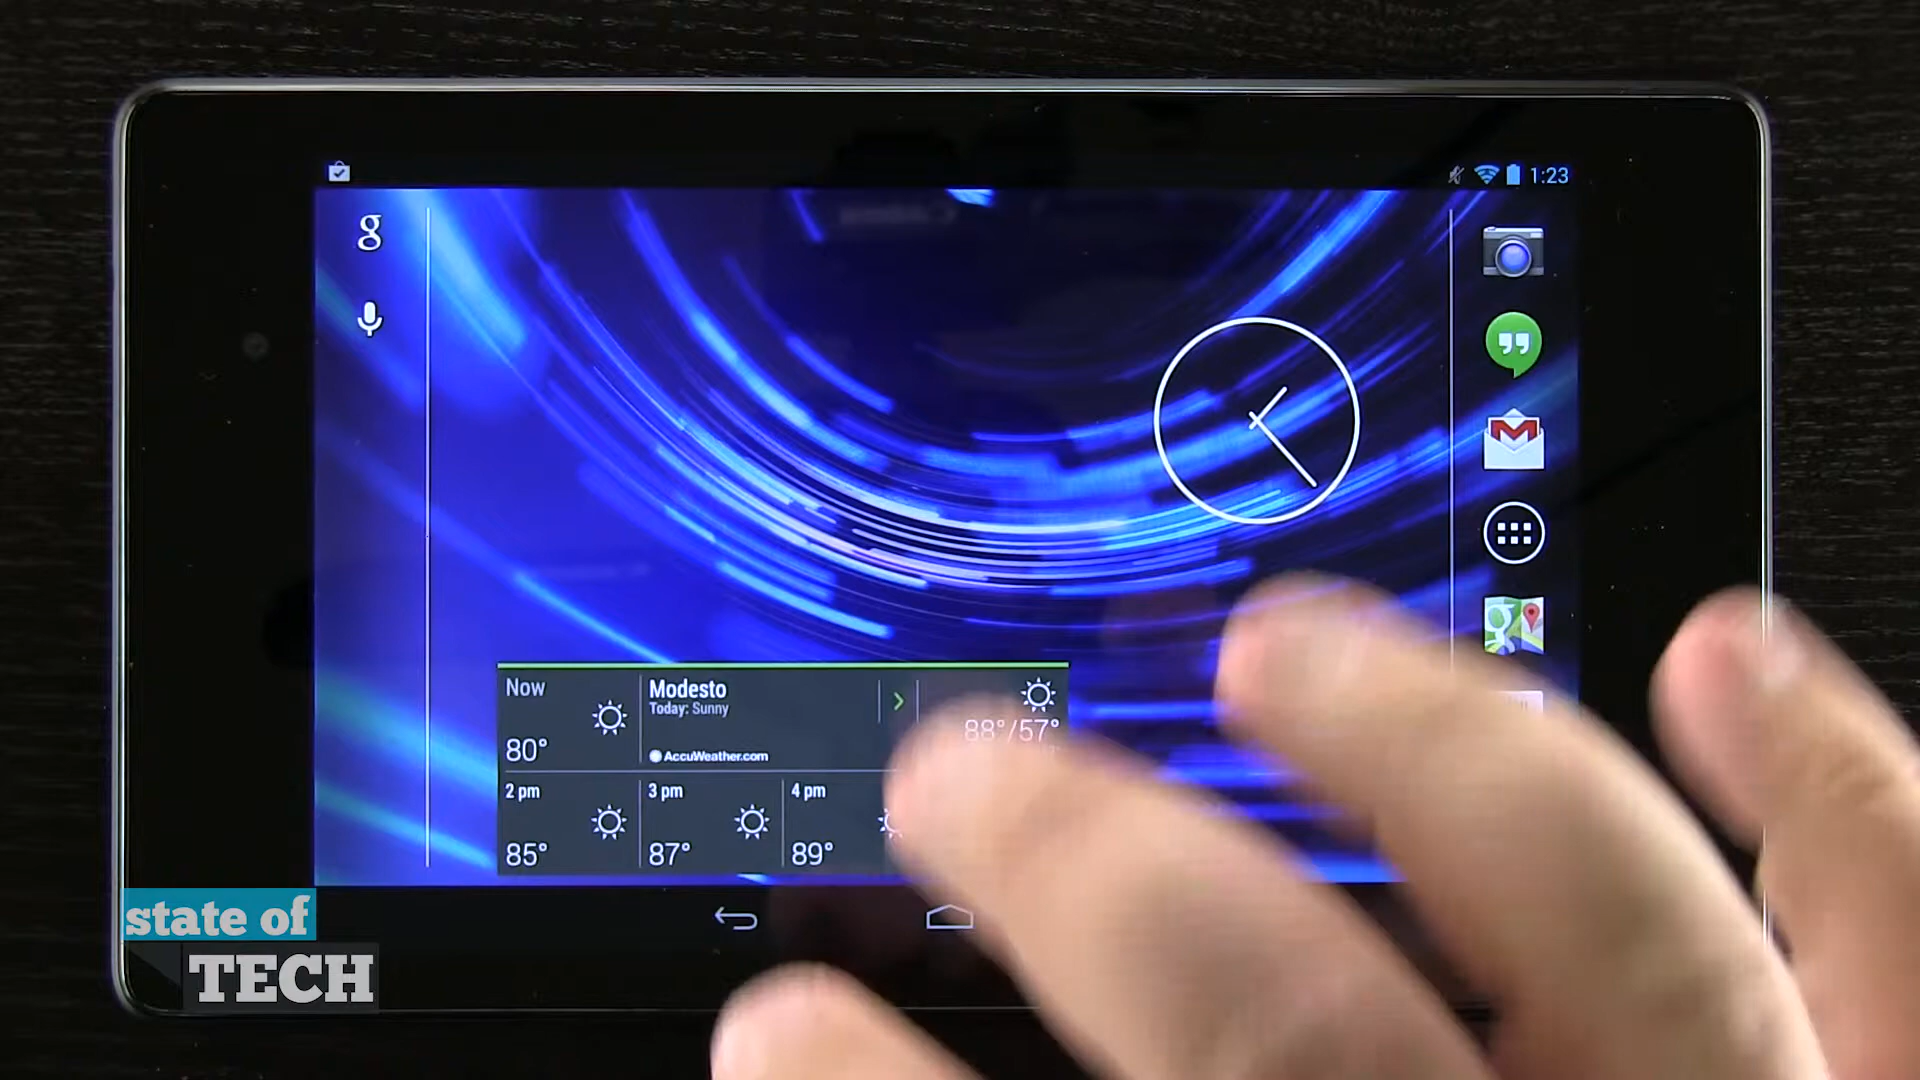 1:23
g
Now
80°
Modesto
Today: Sunny
AccuWeather.com
88°/57°
2 pm
85°
3 pm
87°
4 pm
89°
state of
TECH